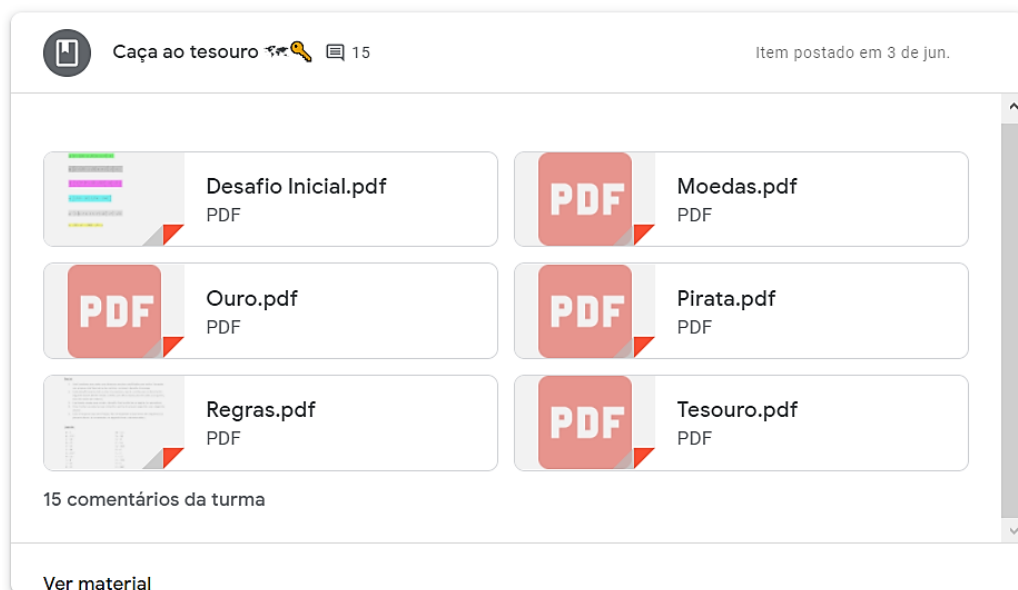 Caça ao tesouro 15
Item postado em 3 de jun.
Desafio Inicial.pdf
PDF
PDF
Moedas.pdf
PDF
PDF
Ouro.pdf
PDF
PDF
Pirata.pdf
PDF
Regras.pdf
PDF
PDF
Tesouro.pdf
PDF
15 comentários da turma
Ver material